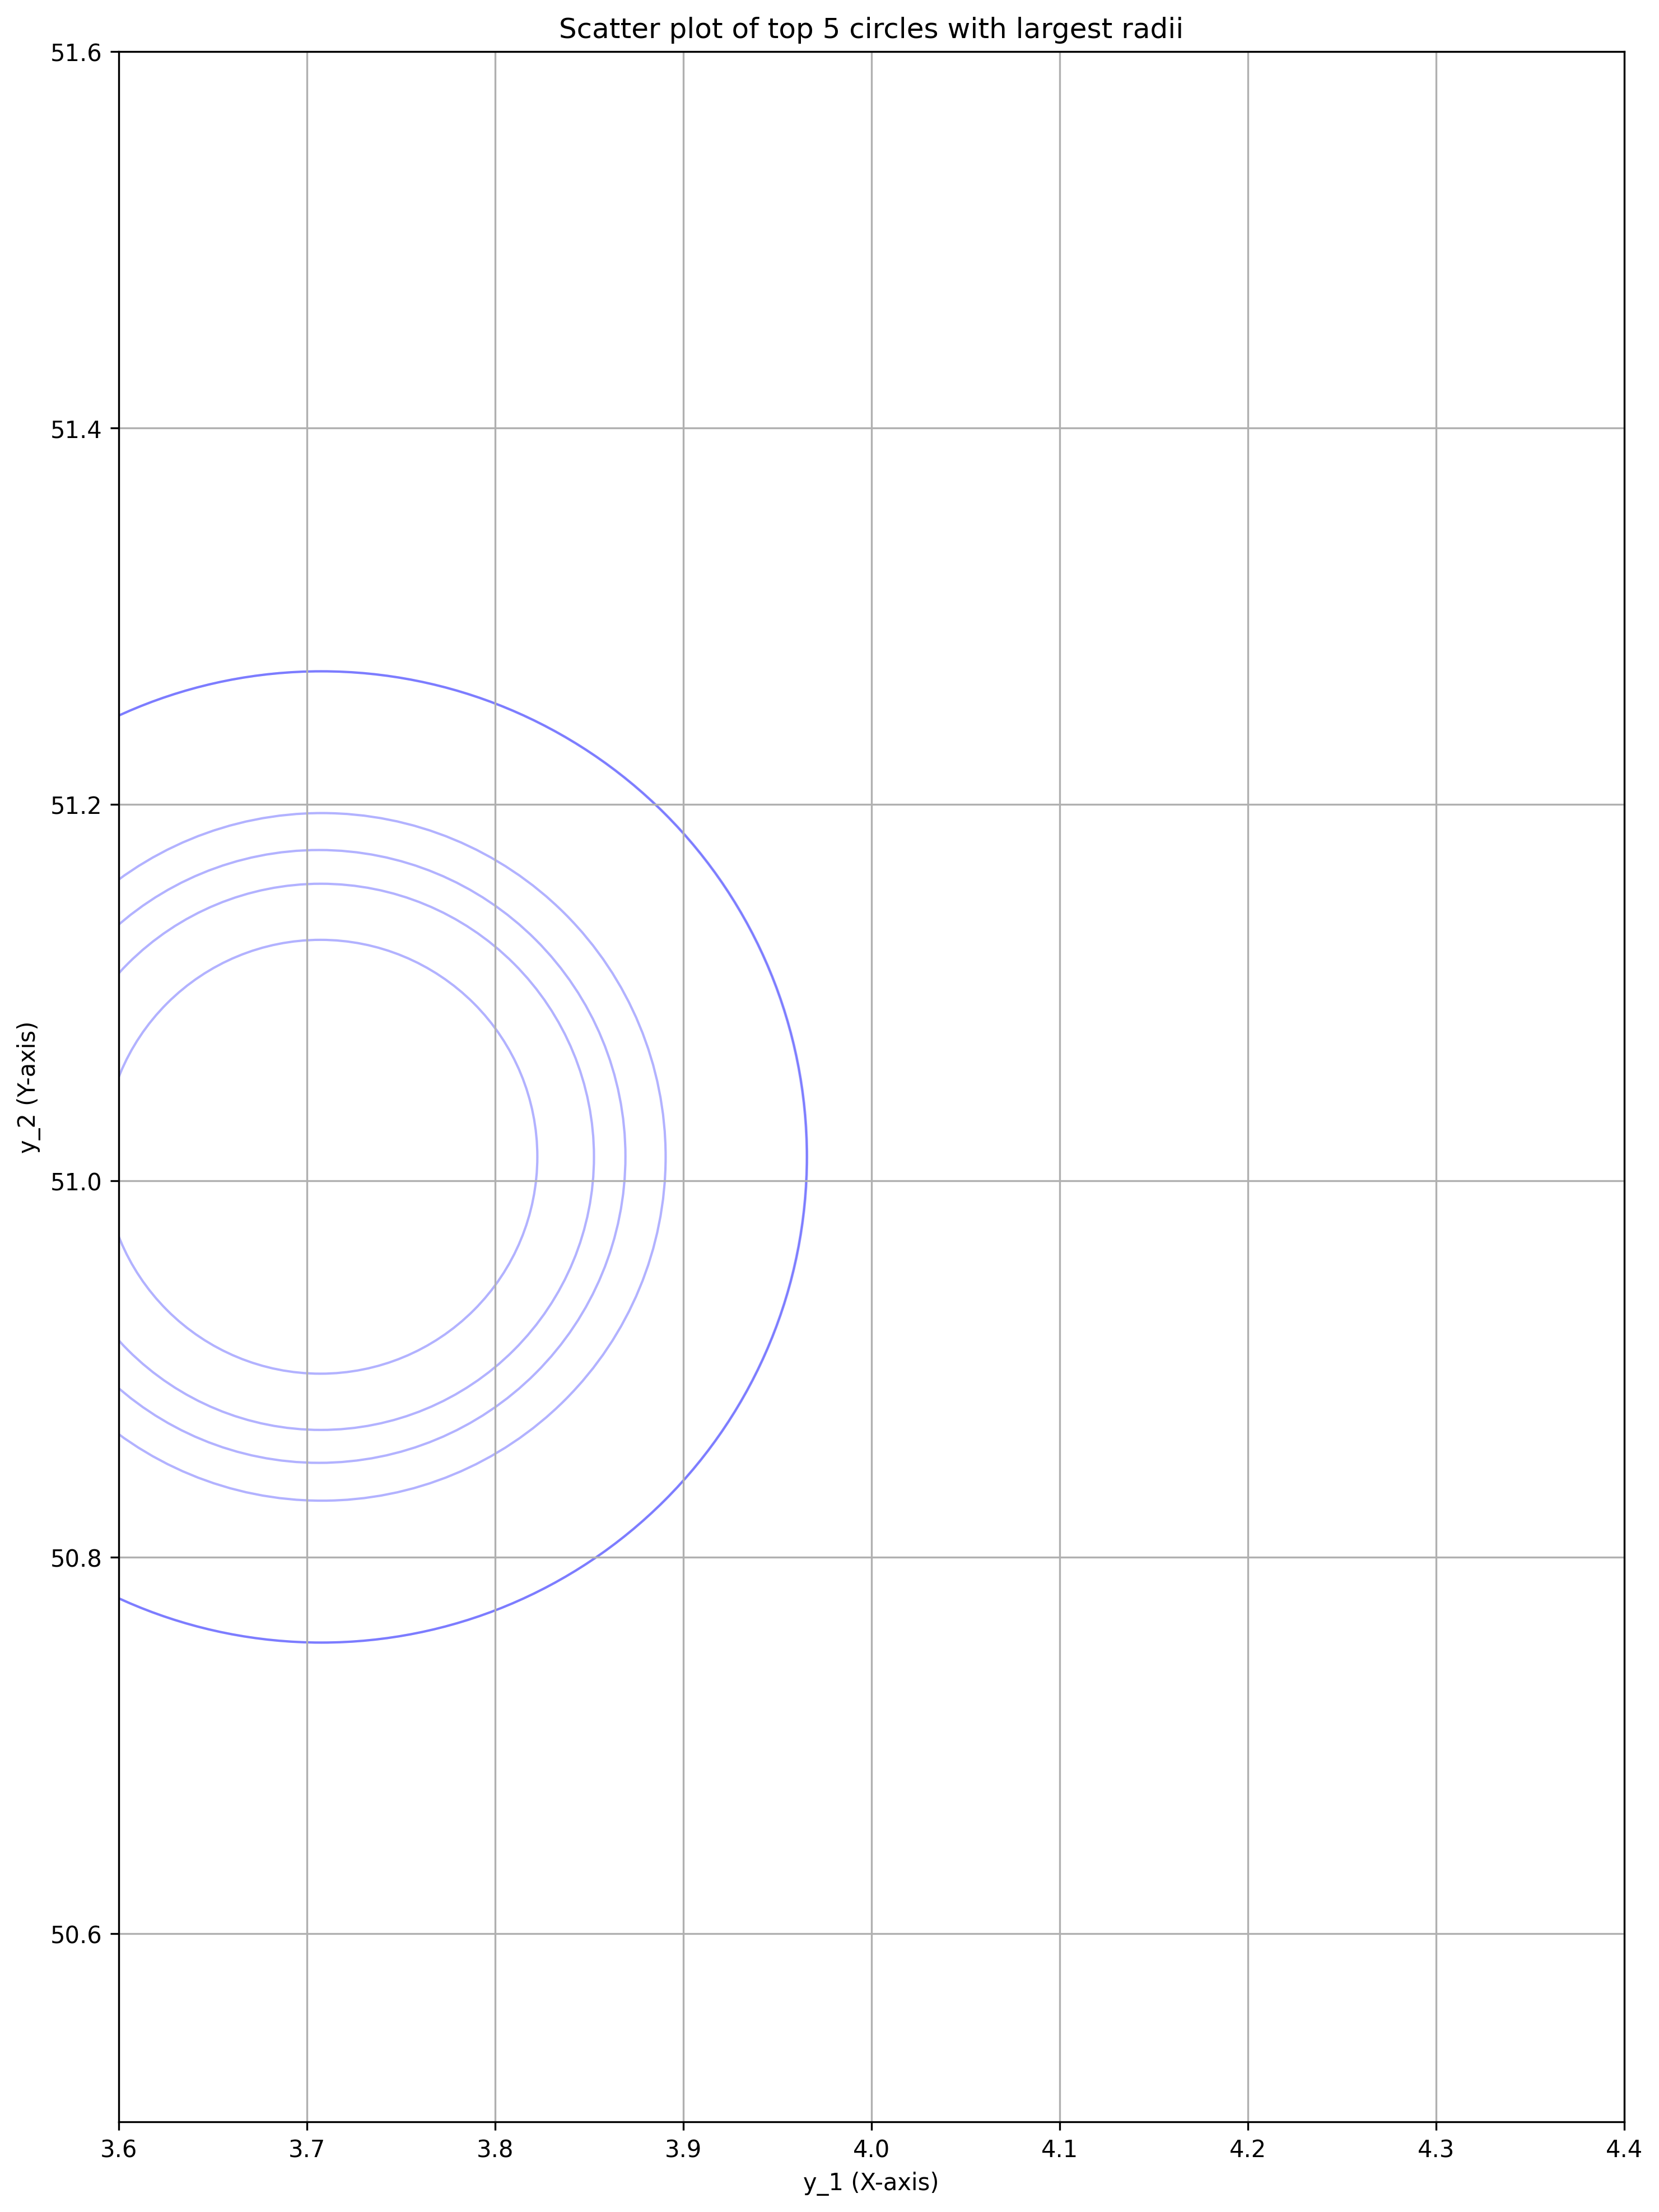 Scatter plot of top 5 circles with largest radii
51.6
51.4
51.2
51.0
50.8
50.6
y_2 (Y-axis)
3.6 3.7 3.8 3.9 4.0 4.1 4.2 4.3 4.4
y_1 (X-axis)